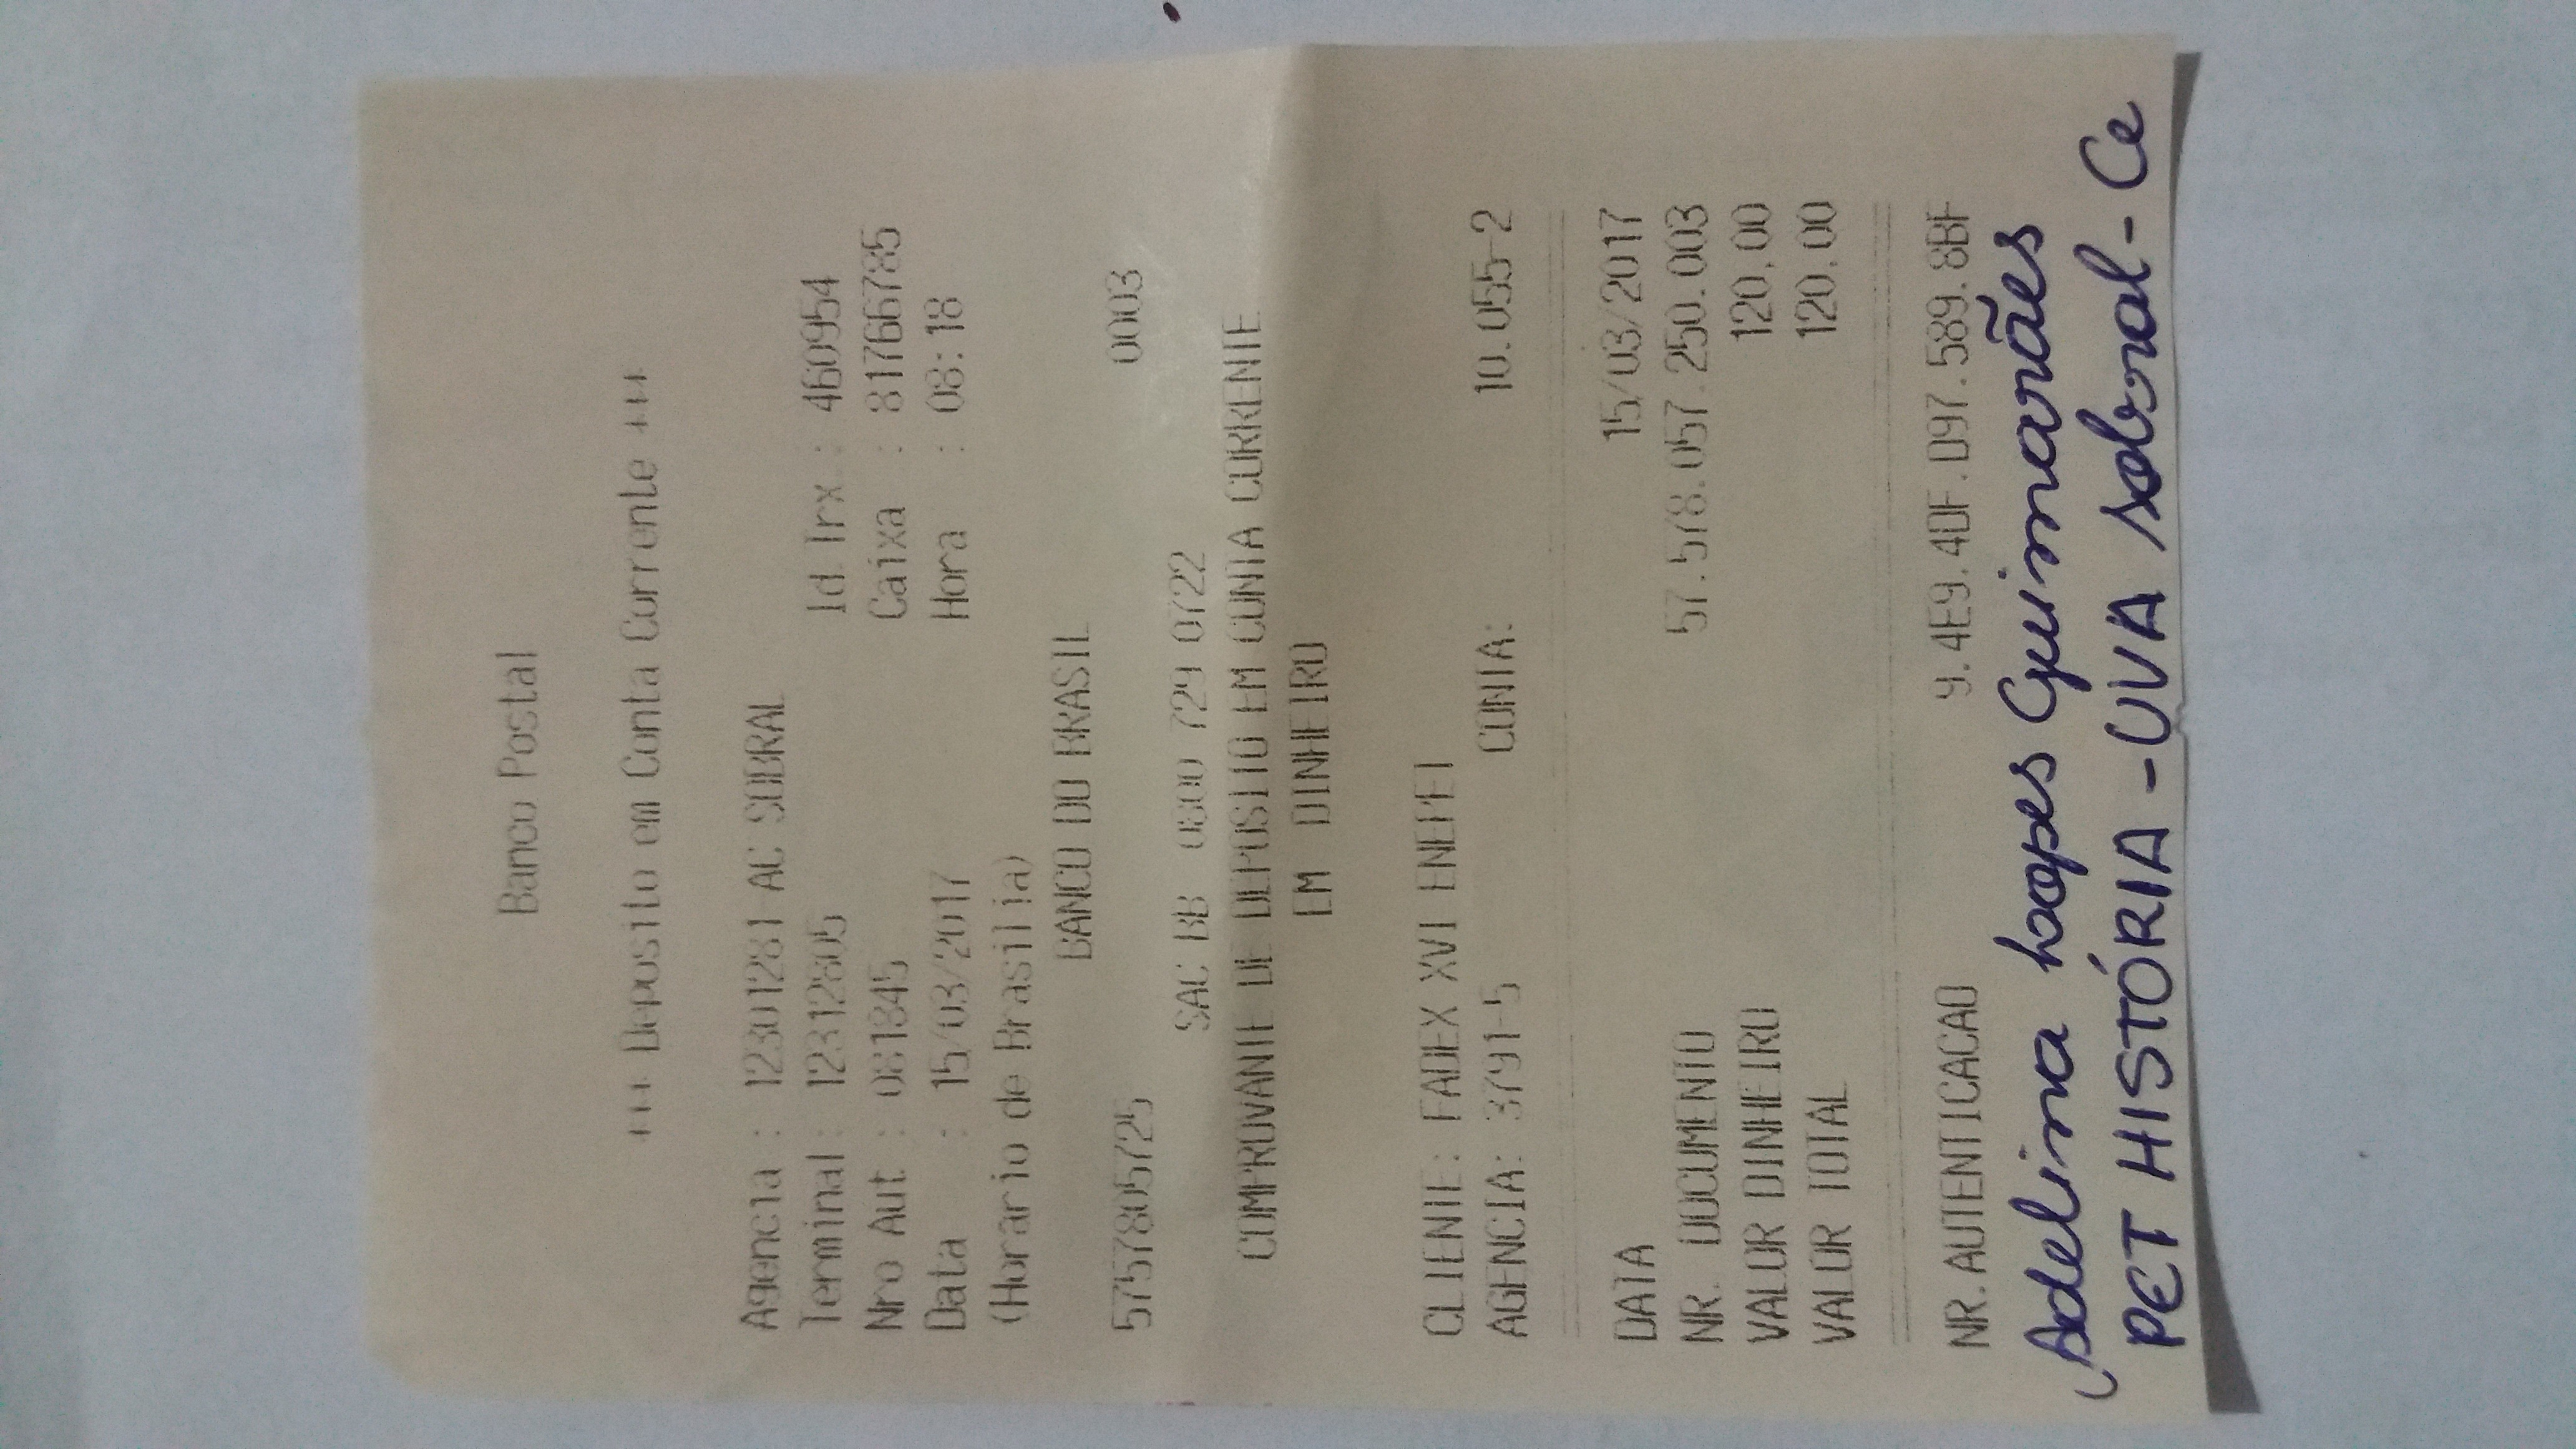 Banco Postal
+++ Deposito em Conta Corrente +++
Agencia : 12301281 AC SOBRAL
Terminal: 12312805 Id.Trx : 460954
Nro Aut : 081845 Caixa : 81766785
Data : 15/03/2017 Hora : 08:18
(Horario de Brasilia)
BANCO DO BRASIL
5757805725 0003
SAC BB 0800 729 0722
COMPROVANTE DE DEPOSITO EM CONTA CORRENTE
EM DINHEIRO
CLIENTE: FADEX XVI ENEPET
AGENCIA: 3791-5 CONTA: 10.055-2
DATA 15/03/2017
NR. DOCUMENTO 57.578.057.250.003
VALOR DINHEIRO 120,00
VALOR TOTAL 120,00
NR.AUTENTICACAO 9.4E9.4DF.D97.589.8BF
Adelina Lopes Guimarães
PET HISTÓRIA - UVA Sobral - Ce